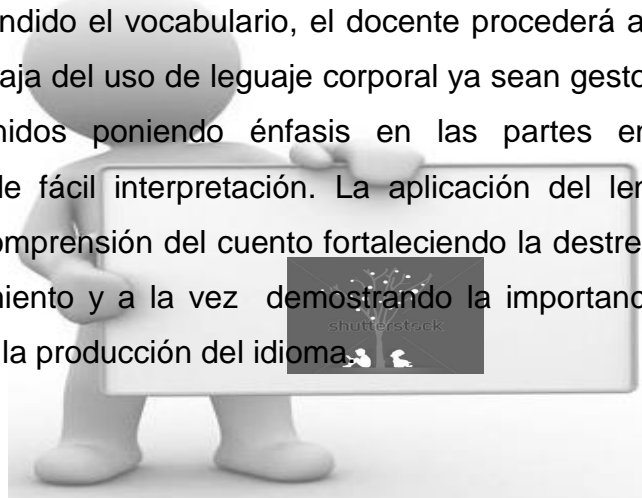 ndido el vocabulario, el docente procederá a
aja del uso de leguaje corporal ya sean gesto
nidos poniendo énfasis en las partes en
le fácil interpretación. La aplicación del ler
omprensión del cuento fortaleciendo la destre
niento y a la vez demostrando la importanc
shutterstock
la producción del idioma.